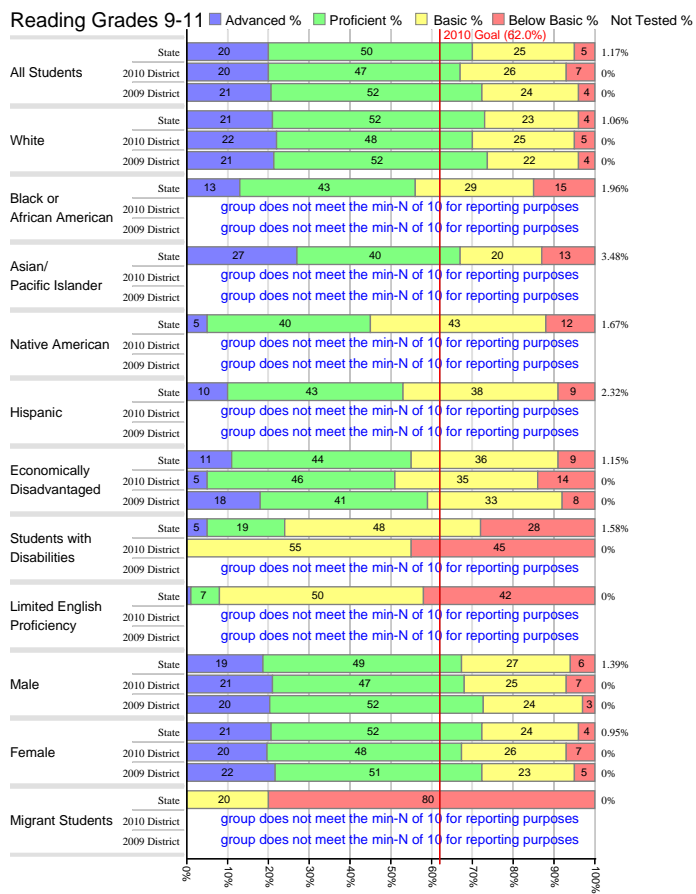 Reading Grades 9-11 Advanced % Proficient % Basic % Below Basic % Not Tested %
2010 Goal (62.0%)
All Students
State 20 50 25 5 1.17%
2010 District 20 47 26 7 0%
2009 District 21 52 24 4 0%
White
State 21 52 23 4 1.06%
2010 District 22 48 25 5 0%
2009 District 21 52 22 4 0%
Black or
African American
State 13 43 29 15 1.96%
2010 District group does not meet the min-N of 10 for reporting purposes
2009 District group does not meet the min-N of 10 for reporting purposes
Asian/
Pacific Islander
State 27 40 20 13 3.48%
2010 District group does not meet the min-N of 10 for reporting purposes
2009 District group does not meet the min-N of 10 for reporting purposes
Native American
State 5 40 43 12 1.67%
2010 District group does not meet the min-N of 10 for reporting purposes
2009 District group does not meet the min-N of 10 for reporting purposes
Hispanic
State 10 43 38 9 2.32%
2010 District group does not meet the min-N of 10 for reporting purposes
2009 District group does not meet the min-N of 10 for reporting purposes
Economically
Disadvantaged
State 11 44 36 9 1.15%
2010 District 5 46 35 14 0%
2009 District 18 41 33 8 0%
Students with
Disabilities
State 5 19 48 28 1.58%
2010 District 55 45 0%
2009 District group does not meet the min-N of 10 for reporting purposes
Limited English
Proficiency
State 7 50 42 0%
2010 District group does not meet the min-N of 10 for reporting purposes
2009 District group does not meet the min-N of 10 for reporting purposes
Male
State 19 49 27 6 1.39%
2010 District 21 47 25 7 0%
2009 District 20 52 24 3 0%
Female
State 21 52 24 4 0.95%
2010 District 20 48 26 7 0%
2009 District 22 51 23 5 0%
Migrant Students
State 20 80 0%
2010 District group does not meet the min-N of 10 for reporting purposes
2009 District group does not meet the min-N of 10 for reporting purposes
0% 10% 20% 30% 40% 50% 60% 70% 80% 90% 100%